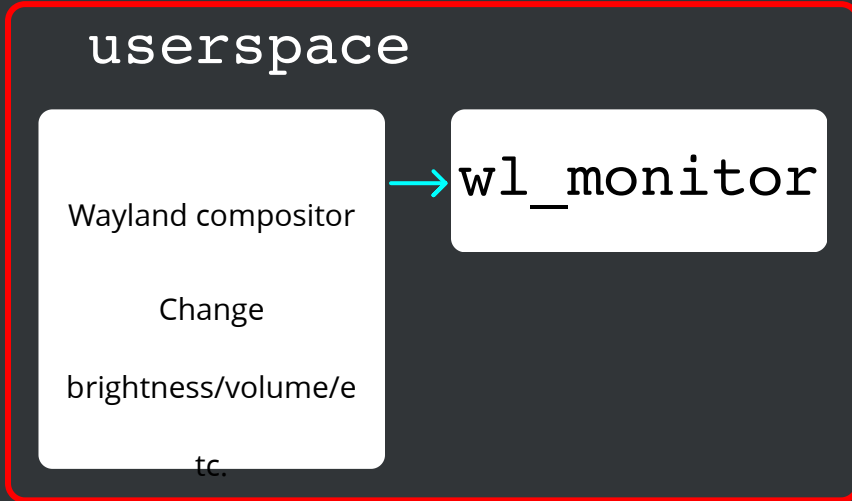 userspace
wl_monitor
Wayland compositor
Change
brightness/volume/e
tc.